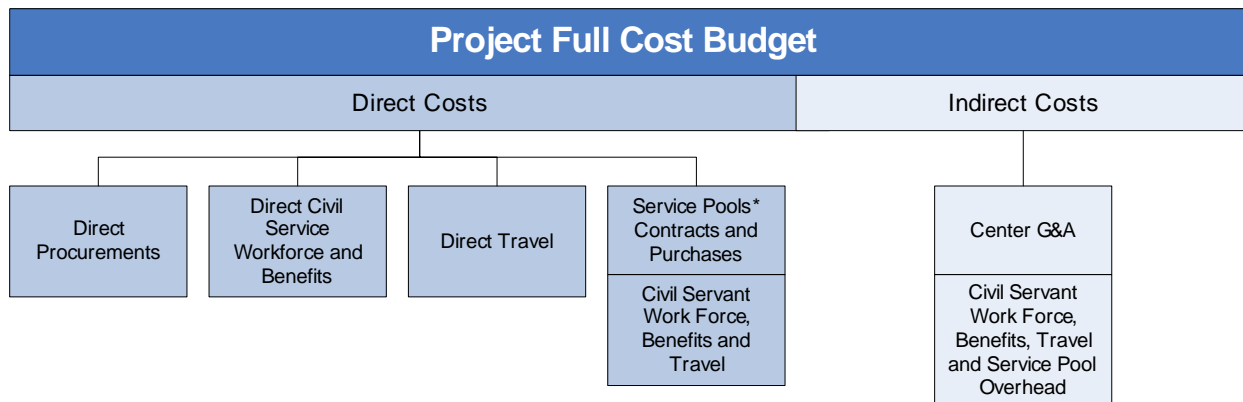 Project Full Cost Budget
Direct Costs
Indirect Costs
Direct
Procurements
Direct Civil
Service
Workforce and
Benefits
Direct Travel
Service Pools*
Contracts and
Purchases
Civil Servant
Work Force,
Benefits and
Travel
Center G&A
Civil Servant
Work Force,
Benefits, Travel
and Service Pool
Overhead